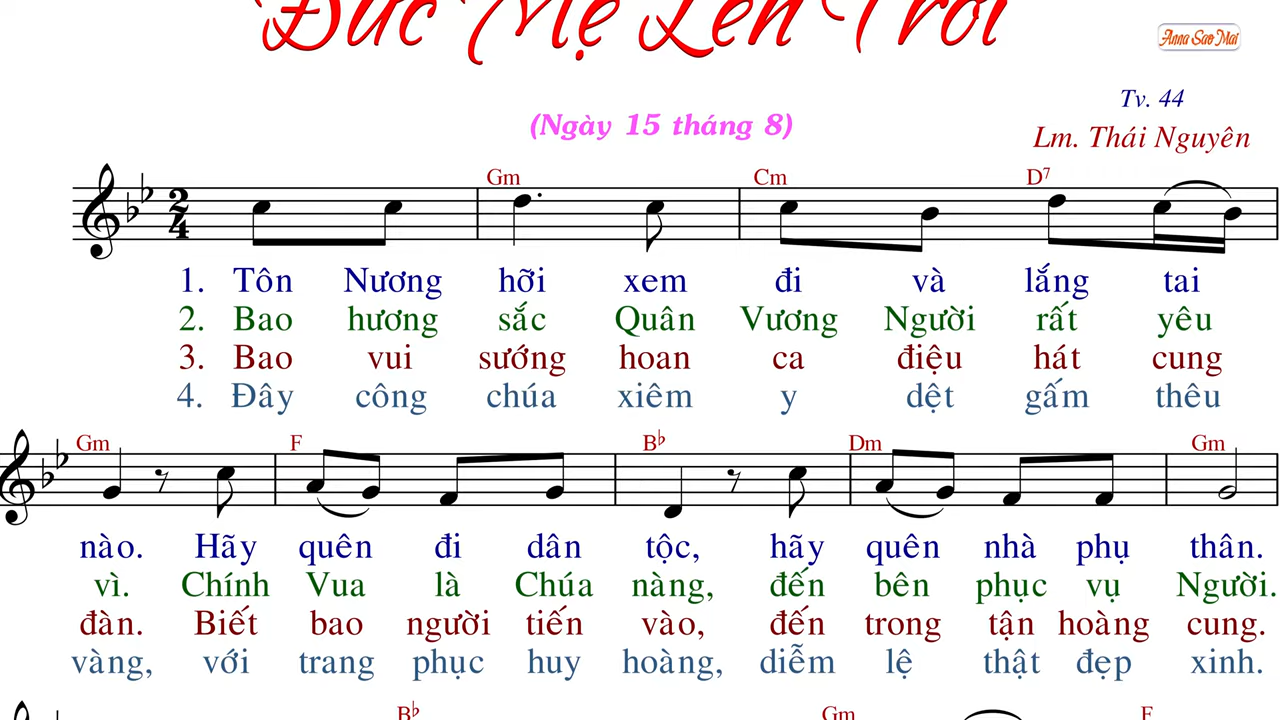 Đức Mẹ Lên Trời
Anna Sao Mai
Tv. 44
(Ngày 15 tháng 8)
Lm. Thái Nguyên
Gm Cm D7
2/4
1. Tôn Nương hỡi xem đi và lắng tai
2. Bao hương sắc Quân Vương Người rất yêu
3. Bao vui sướng hoan ca điệu hát cung
4. Đây công chúa xiêm y dệt gấm thêu
Gm F B♭ Dm Gm
nào. Hãy quên đi dân tộc, hãy quên nhà phụ thân.
vì. Chính Vua là Chúa nàng, đến bên phục vụ Người.
đàn. Biết bao người tiến vào, đến trong tận hoàng cung.
vàng, với trang phục huy hoàng, diễm lệ thật đẹp xinh.
B♭ Gm F